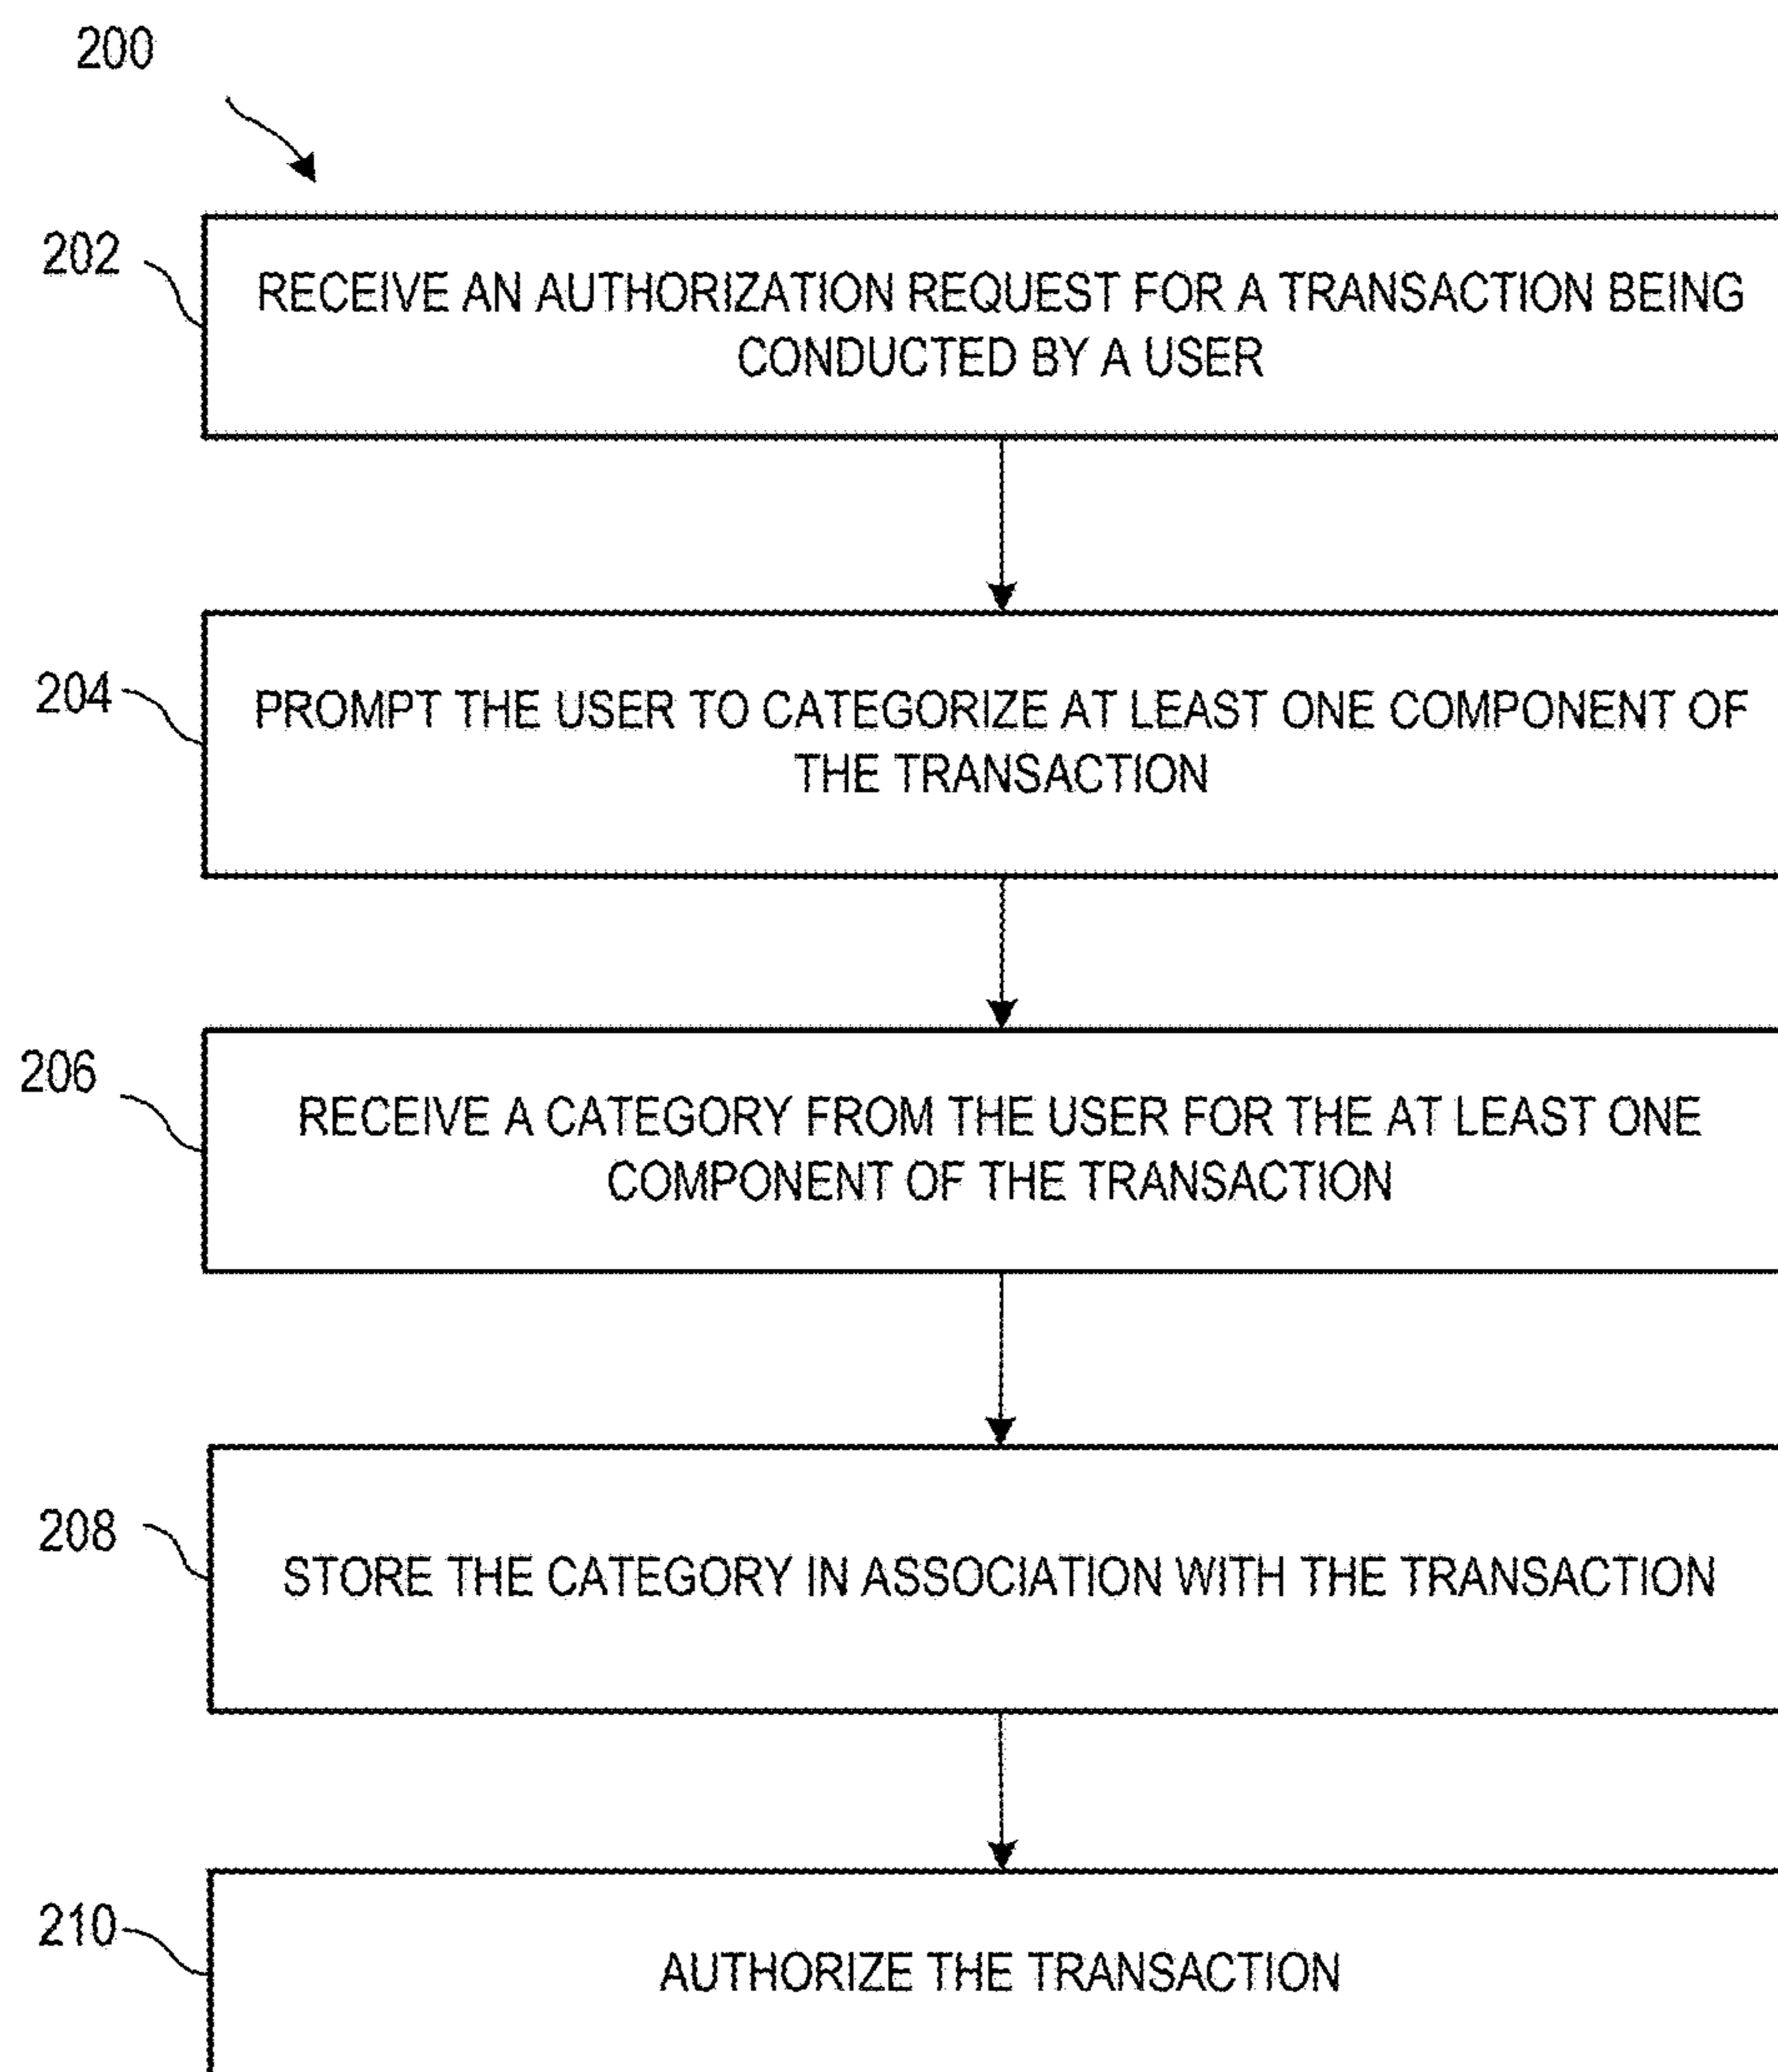 200
202
RECEIVE AN AUTHORIZATION REQUEST FOR A TRANSACTION BEING
CONDUCTED BY A USER
204
PROMPT THE USER TO CATEGORIZE AT LEAST ONE COMPONENT OF
THE TRANSACTION
206
RECEIVE A CATEGORY FROM THE USER FOR THE AT LEAST ONE
COMPONENT OF THE TRANSACTION
208
STORE THE CATEGORY IN ASSOCIATION WITH THE TRANSACTION
210
AUTHORIZE THE TRANSACTION